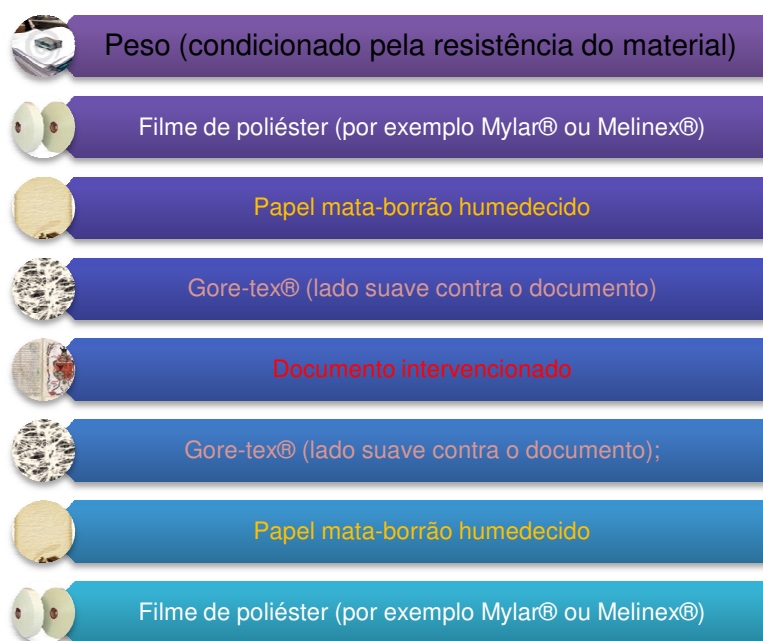 Peso (condicionado pela resistência do material)
Filme de poliéster (por exemplo Mylar® ou Melinex®)
Papel mata-borrão humedecido
Gore-tex® (lado suave contra o documento)
Documento intervencionado
Gore-tex® (lado suave contra o documento);
Papel mata-borrão humedecido
Filme de poliéster (por exemplo Mylar® ou Melinex®)